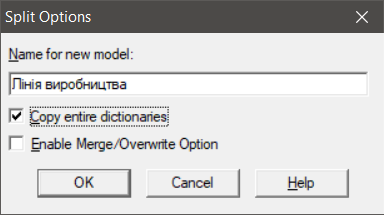 Split Options
Name for new model:
Лінія виробництва
Copy entire dictionaries
Enable Merge/Overwrite Option
OK Cancel Help